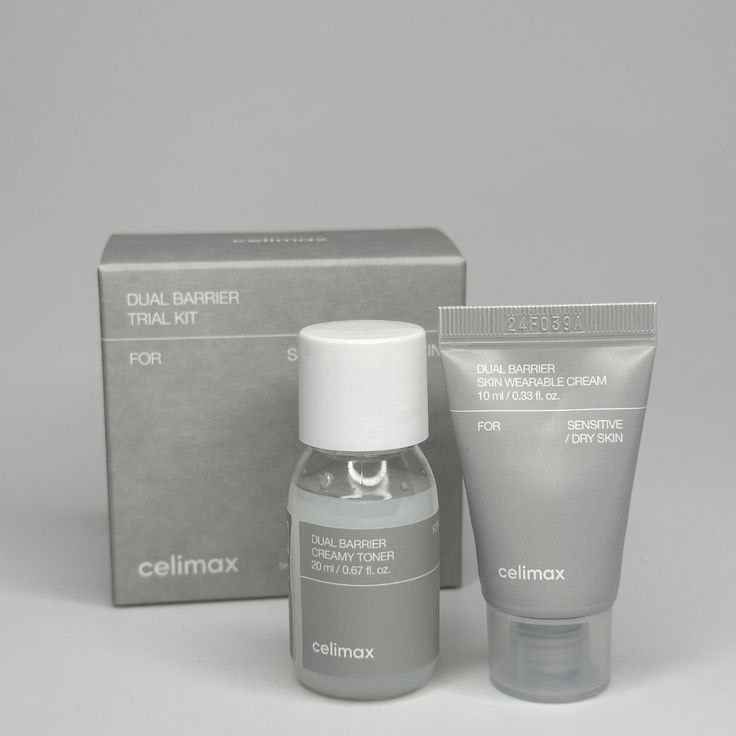 celimax
DUAL BARRIER
TRIAL KIT
FOR
celimax
DUAL BARRIER
CREAMY TONER
20 ml / 0.67 fl. oz.
celimax
24F039A
DUAL BARRIER
SKIN WEARABLE CREAM
10 ml / 0.33 fl. oz.
FOR SENSITIVE
/ DRY SKIN
celimax